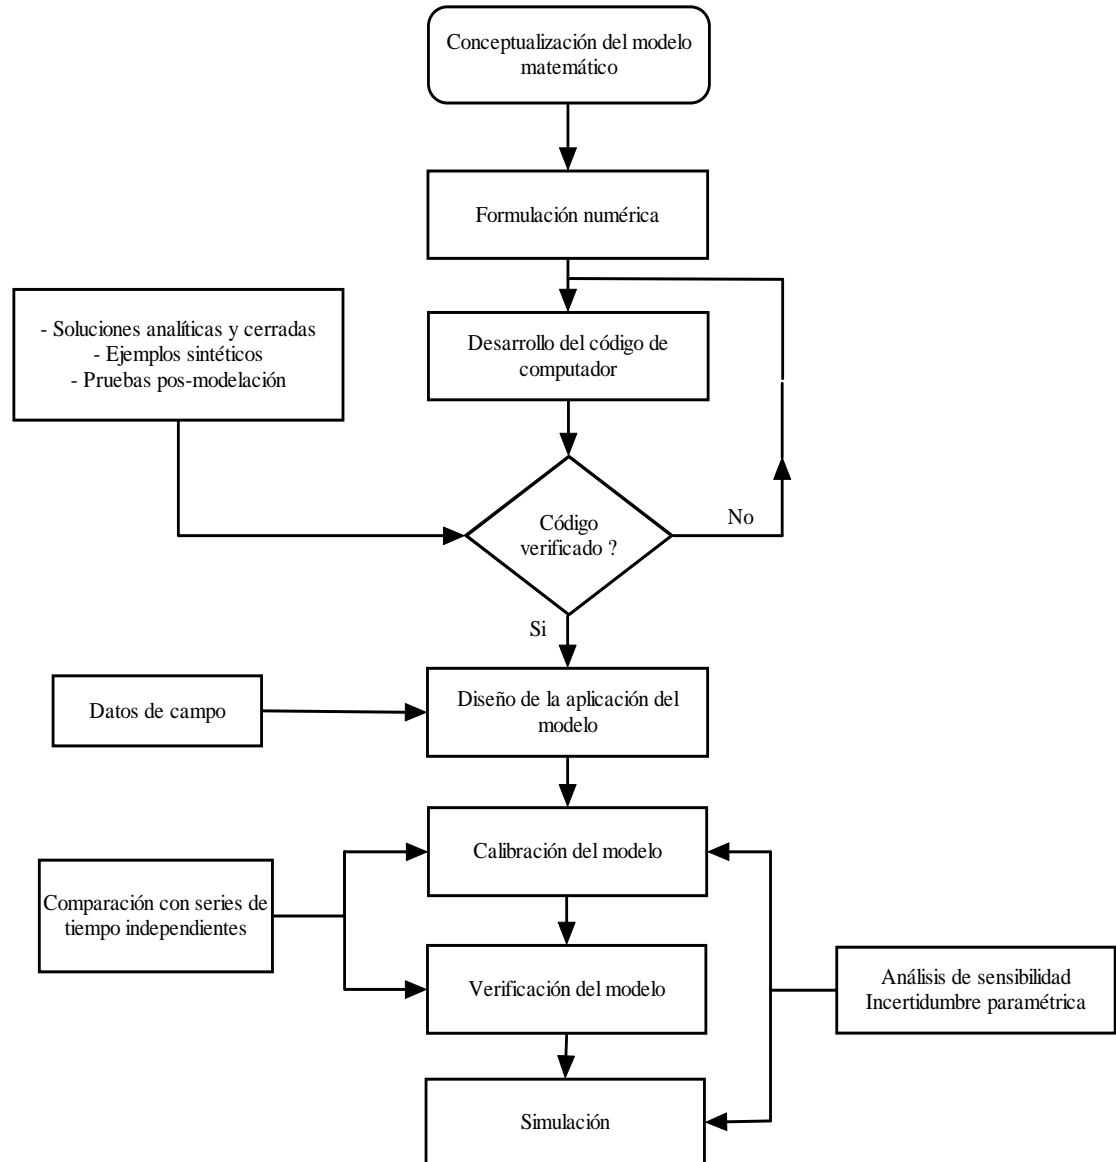 Conceptualización del modelo
matemático
Formulación numérica
- Soluciones analíticas y cerradas
- Ejemplos sintéticos
- Pruebas pos-modelación
Desarrollo del código de
computador
Código
verificado ?
No
Si
Datos de campo
Diseño de la aplicación del
modelo
Calibración del modelo
Comparación con series de
tiempo independientes
Verificación del modelo
Análisis de sensibilidad
Incertidumbre paramétrica
Simulación